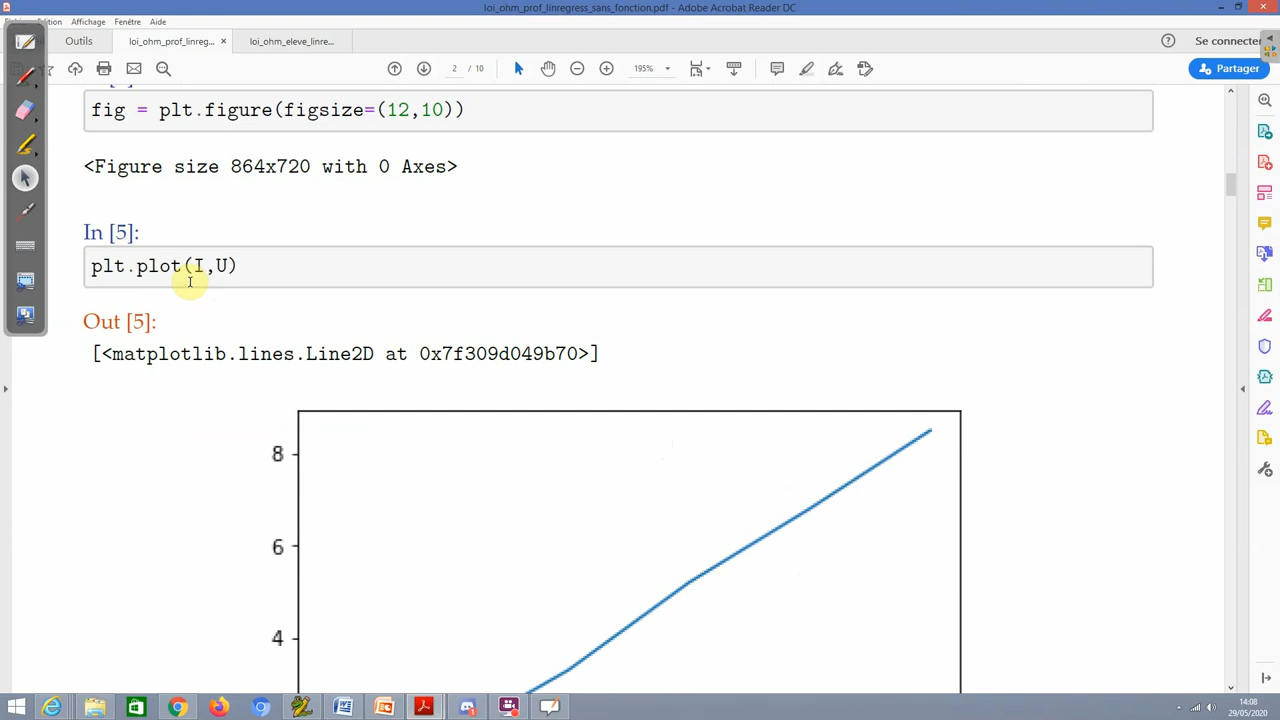 loi_ohm_prof_linregress_sans_fonction.pdf - Adobe Acrobat Reader DC
Affichage Fenêtre Aide
Outils loi_ohm_prof_linreg... × loi_ohm_eleve_linre... Se connecter
2 / 10 195% Partager
fig = plt.figure(figsize=(12,10))
<Figure size 864x720 with 0 Axes>
In [5]:
plt.plot(I,U)
Out [5]:
[<matplotlib.lines.Line2D at 0x7f309d049b70>]
8
6
4
14:08
29/05/2020